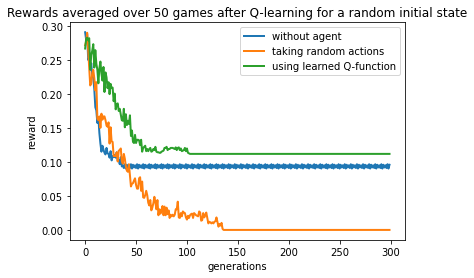 Rewards averaged over 50 games after Q-learning for a random initial state
without agent
taking random actions
using learned Q-function
reward
0.30
0.25
0.20
0.15
0.10
0.05
0.00
0 50 100 150 200 250 300
generations